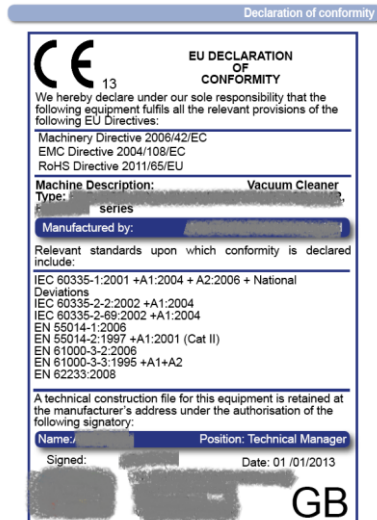 Declaration of conformity
CE 13
EU DECLARATION
OF
CONFORMITY
We hereby declare under our sole responsibility that the
following equipment fulfils all the relevant provisions of the
following EU Directives:
Machinery Directive 2006/42/EC
EMC Directive 2004/108/EC
RoHS Directive 2011/65/EU
Machine Description: Vacuum Cleaner
Type:
series
Manufactured by:
Relevant standards upon which conformity is declared
include:
IEC 60335-1:2001 +A1:2004 + A2:2006 + National
Deviations
IEC 60335-2-2:2002 +A1:2004
IEC 60335-2-69:2002 +A1:2004
EN 55014-1:2006
EN 55014-2:1997 +A1:2001 (Cat II)
EN 61000-3-2:2006
EN 61000-3-3:1995 +A1+A2
EN 62233:2008
A technical construction file for this equipment is retained at
the manufacturer's address under the authorisation of the
following signatory:
Name: Position: Technical Manager
Signed: Date: 01 /01/2013
GB